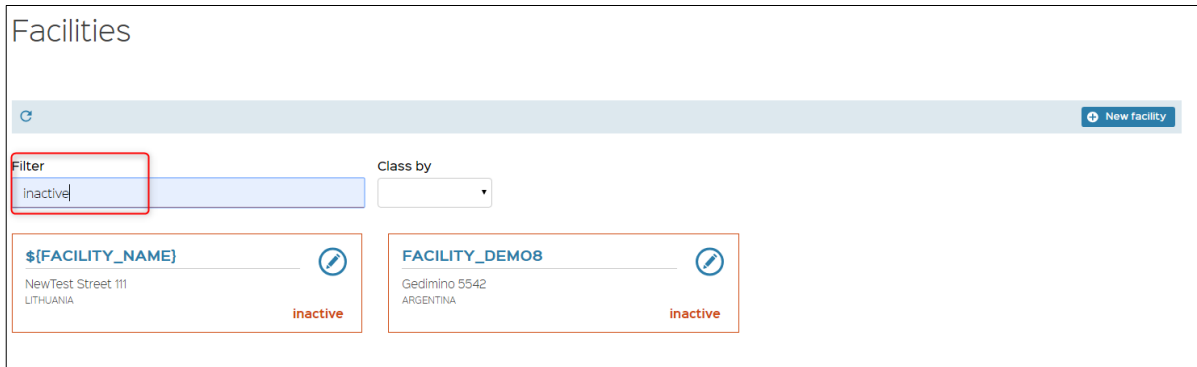 Facilities
New facility
Filter
Class by
inactive
${FACILITY_NAME}
NewTest Street 111
LITHUANIA
inactive
FACILITY_DEMO8
Gedimino 5542
ARGENTINA
inactive